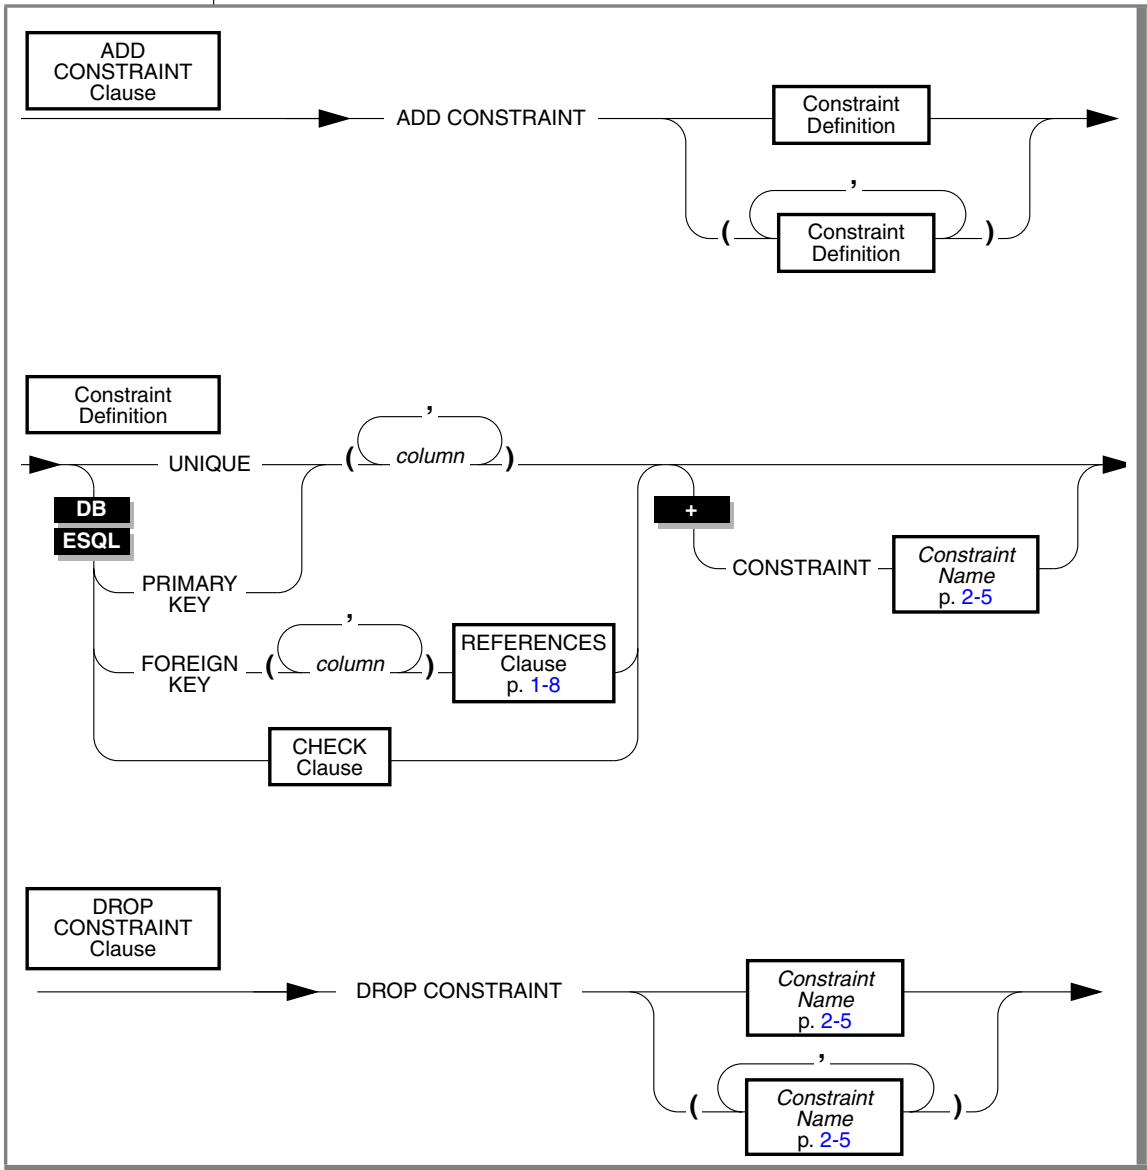 ADD
CONSTRAINT
Clause
ADD CONSTRAINT
Constraint
Definition
,
(
Constraint
Definition
)
Constraint
Definition
UNIQUE
(
,
column
)
DB
ESQL
+
PRIMARY
KEY
CONSTRAINT
Constraint
Name
p. 2-5
FOREIGN
KEY
(
,
column
)
REFERENCES
Clause
p. 1-8
CHECK
Clause
DROP
CONSTRAINT
Clause
DROP CONSTRAINT
Constraint
Name
p. 2-5
,
(
Constraint
Name
p. 2-5
)